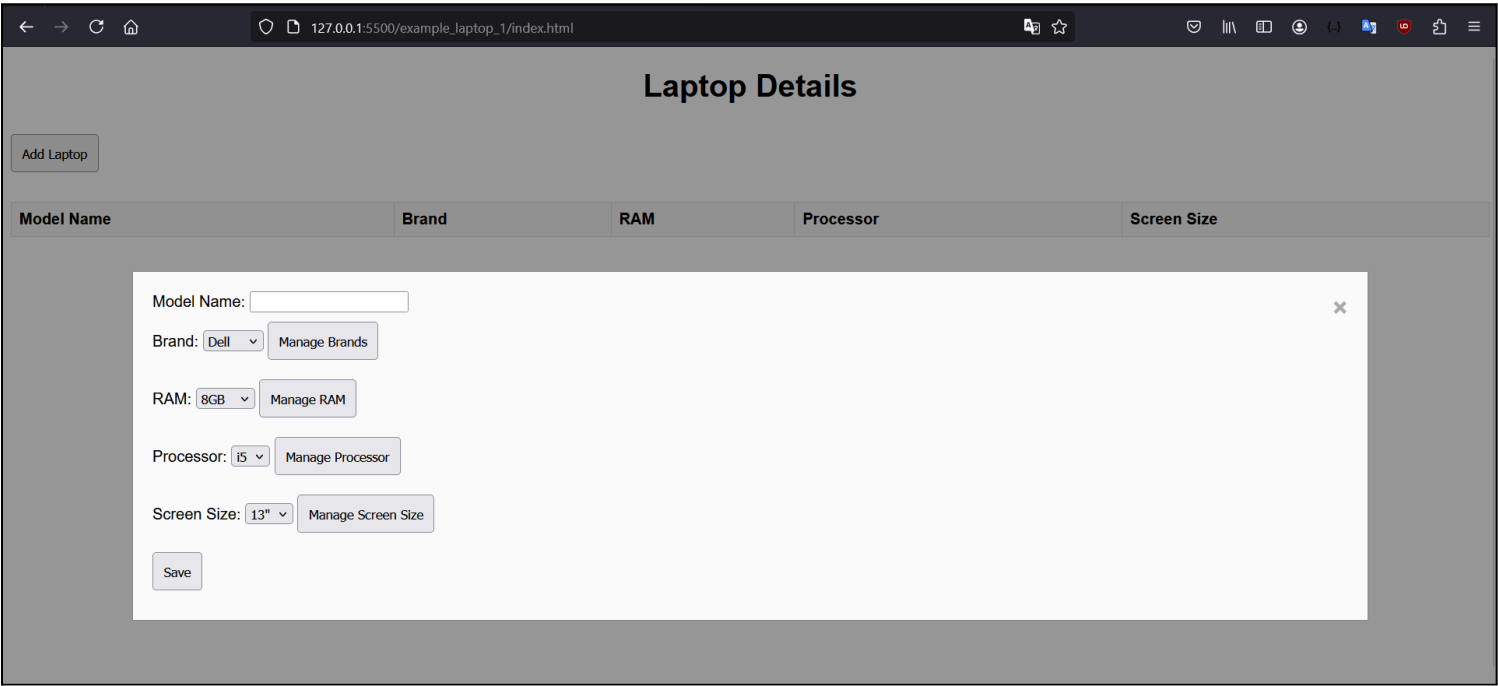 127.0.0.1:5500/example_laptop_1/index.html
Laptop Details
Add Laptop
Model Name Brand RAM Processor Screen Size
Model Name:
×
Brand: Dell Manage Brands
RAM: 8GB Manage RAM
Processor: i5 Manage Processor
Screen Size: 13" Manage Screen Size
Save